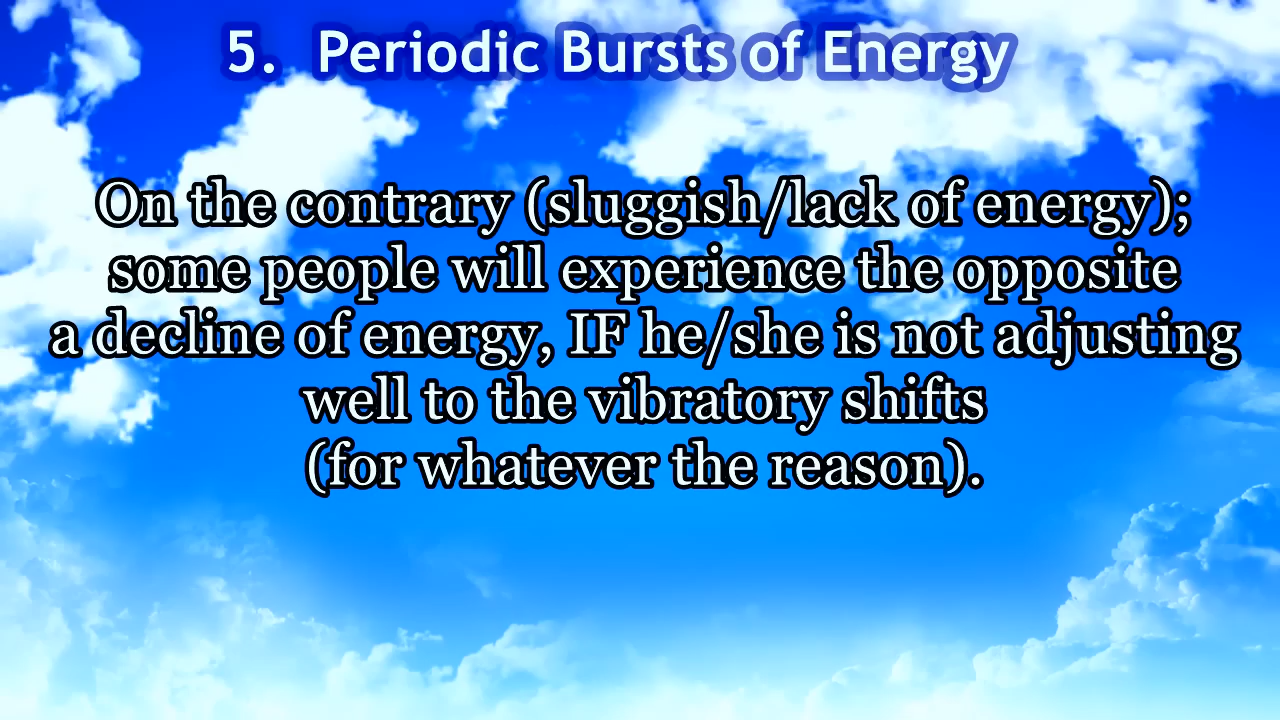 5. Periodic Bursts of Energy
On the contrary (sluggish/lack of energy);
some people will experience the opposite
a decline of energy, IF he/she is not adjusting
well to the vibratory shifts
(for whatever the reason).